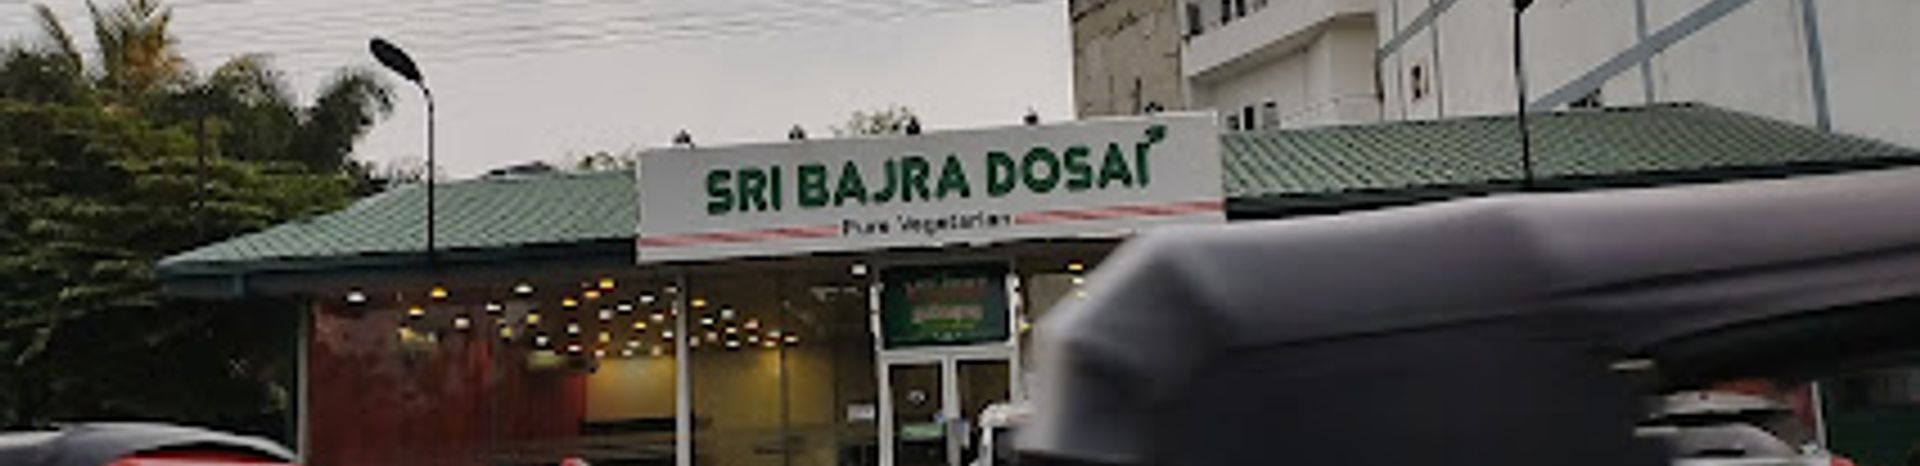 SRI BAJRA DOSAI
Pure Vegetarian